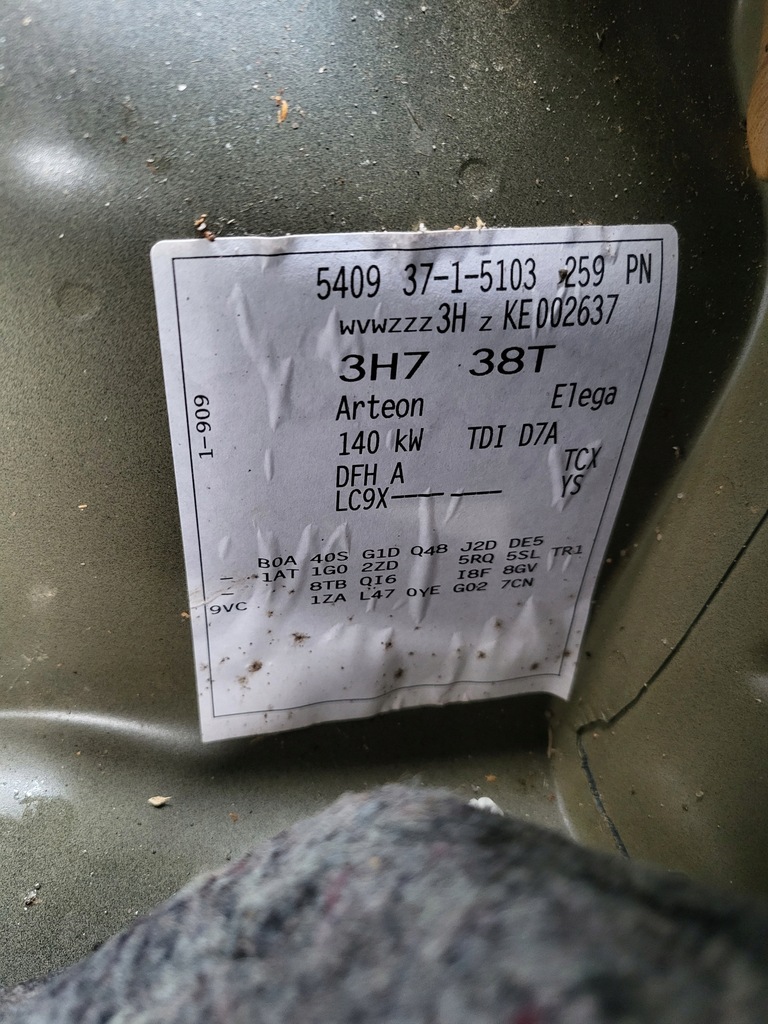 5409 37-1-5103 259 PN
WVWZZZ3H Z KE002637
3H7 38T
Arteon Elega
140 kW TDI D7A
DFH A TCX
LC9X---- ---- YS
609-1
B0A 40S G1D Q4B J2D DE5
- 1AT 1G0 2ZD 5RQ 5SL TR1
- 8TB QI6 I8F 8GV
9VC 1ZA L47 0YE G02 7CN